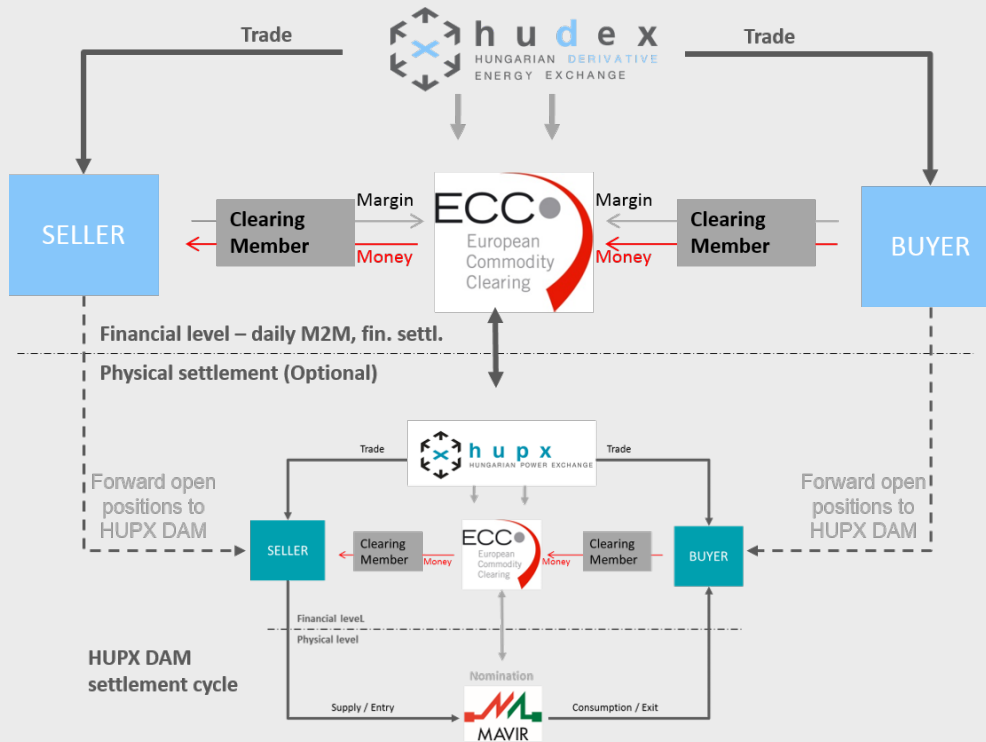 Trade
hudex
HUNGARIAN DERIVATIVE
ENERGY EXCHANGE
Trade
SELLER
Clearing
Member
Margin
Money
ECC
European
Commodity
Clearing
Margin
Money
Clearing
Member
BUYER
Financial level – daily M2M, fin. settl.
Physical settlement (Optional)
Forward open
positions to
HUPX DAM
Trade
hupx
HUNGARIAN POWER EXCHANGE
Trade
Forward open
positions to
HUPX DAM
SELLER
Clearing
Member
Money
ECC
European
Commodity
Clearing
Money
Clearing
Member
BUYER
Financial level.
Physical level
HUPX DAM
settlement cycle
Nomination
Supply / Entry
MAVIR
Consumption / Exit